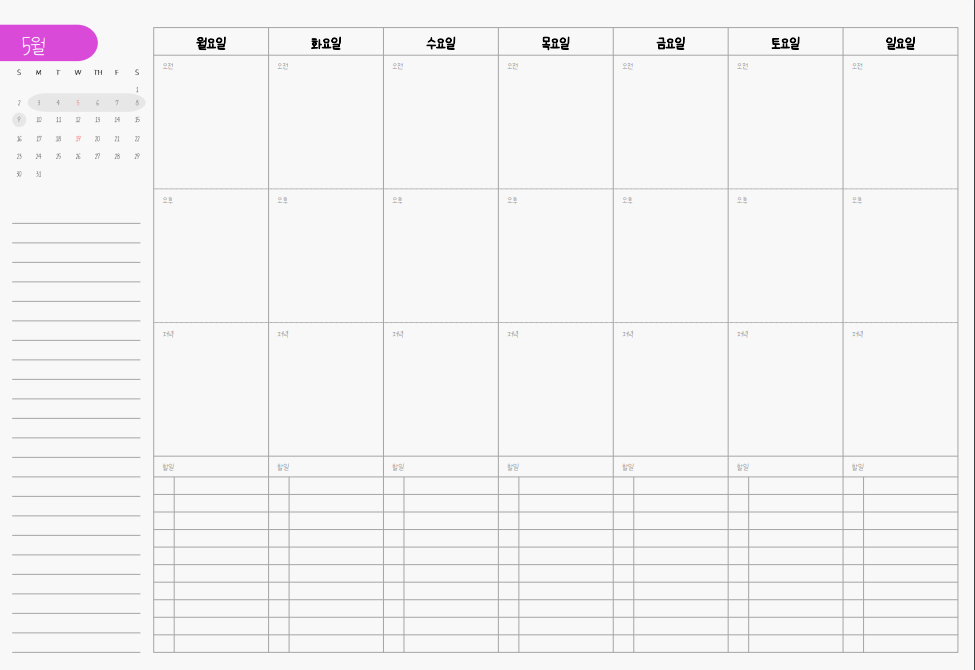 5월
S M T W TH F S
1
2 3 4 5 6 7 8
9 10 11 12 13 14 15
16 17 18 19 20 21 22
23 24 25 26 27 28 29
30 31
월요일 화요일 수요일 목요일 금요일 토요일 일요일
오전 오전 오전 오전 오전 오전 오전
오후 오후 오후 오후 오후 오후 오후
저녁 저녁 저녁 저녁 저녁 저녁 저녁
할일 할일 할일 할일 할일 할일 할일